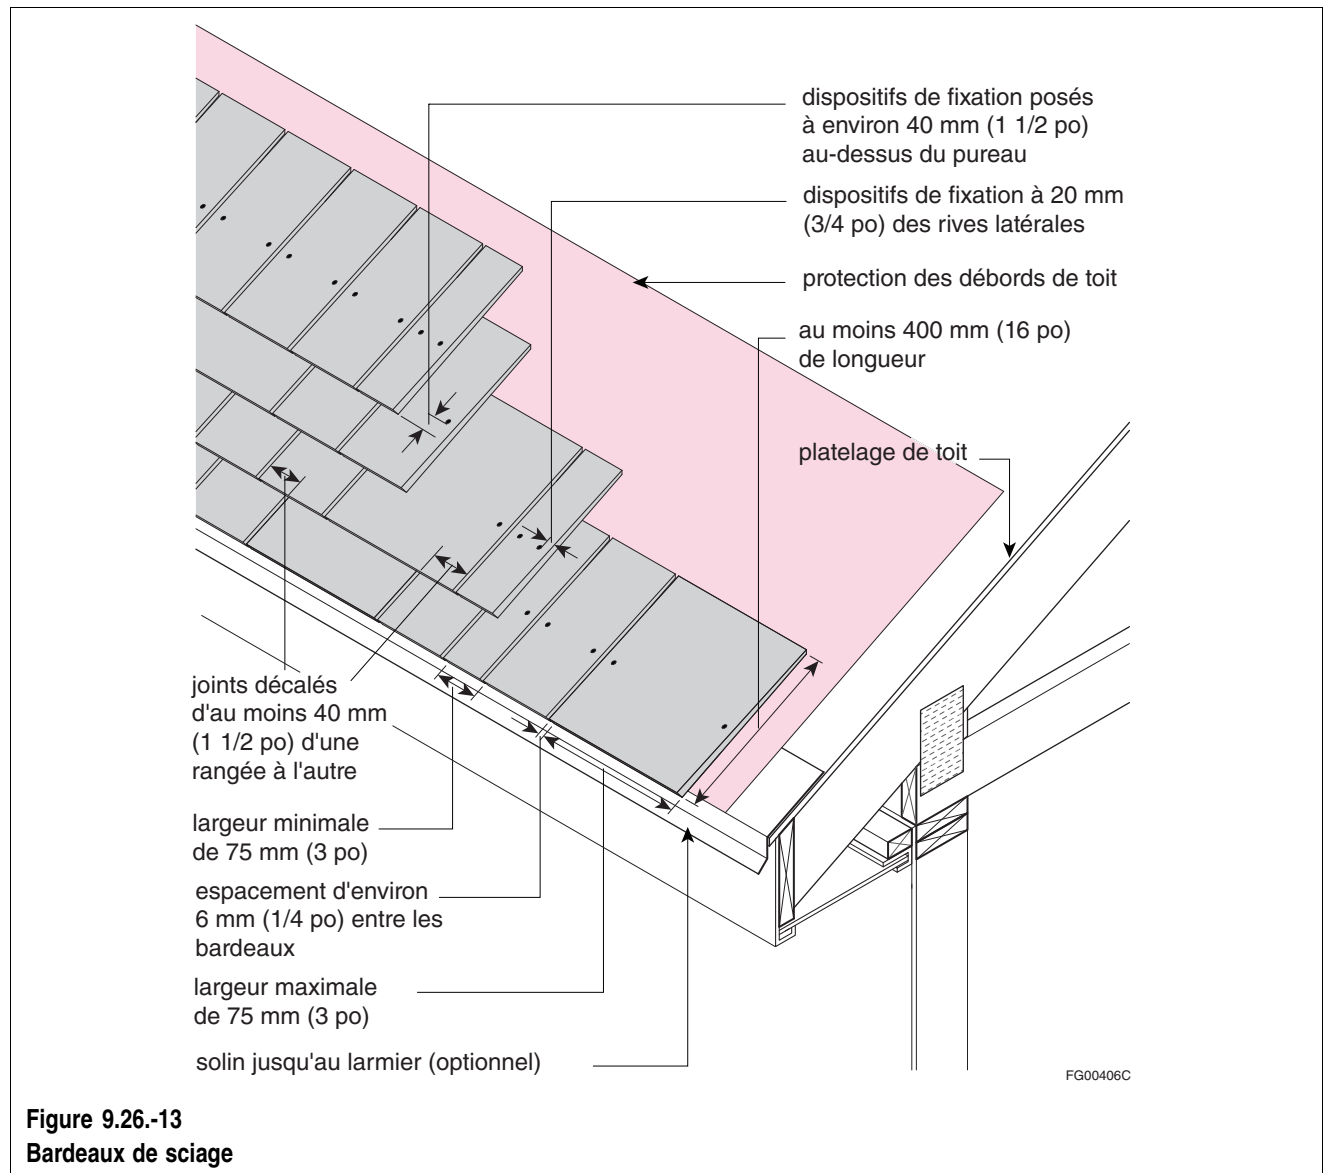 dispositifs de fixation posés
à environ 40 mm (1 1/2 po)
au-dessus du pureau
dispositifs de fixation à 20 mm
(3/4 po) des rives latérales
protection des débords de toit
au moins 400 mm (16 po)
de longueur
platelage de toit
joints décalés
d'au moins 40 mm
(1 1/2 po) d'une
rangée à l'autre
largeur minimale
de 75 mm (3 po)
espacement d'environ
6 mm (1/4 po) entre les
bardeaux
largeur maximale
de 75 mm (3 po)
solin jusqu'au larmier (optionnel)
FG00406C
Figure 9.26.-13
Bardeaux de sciage